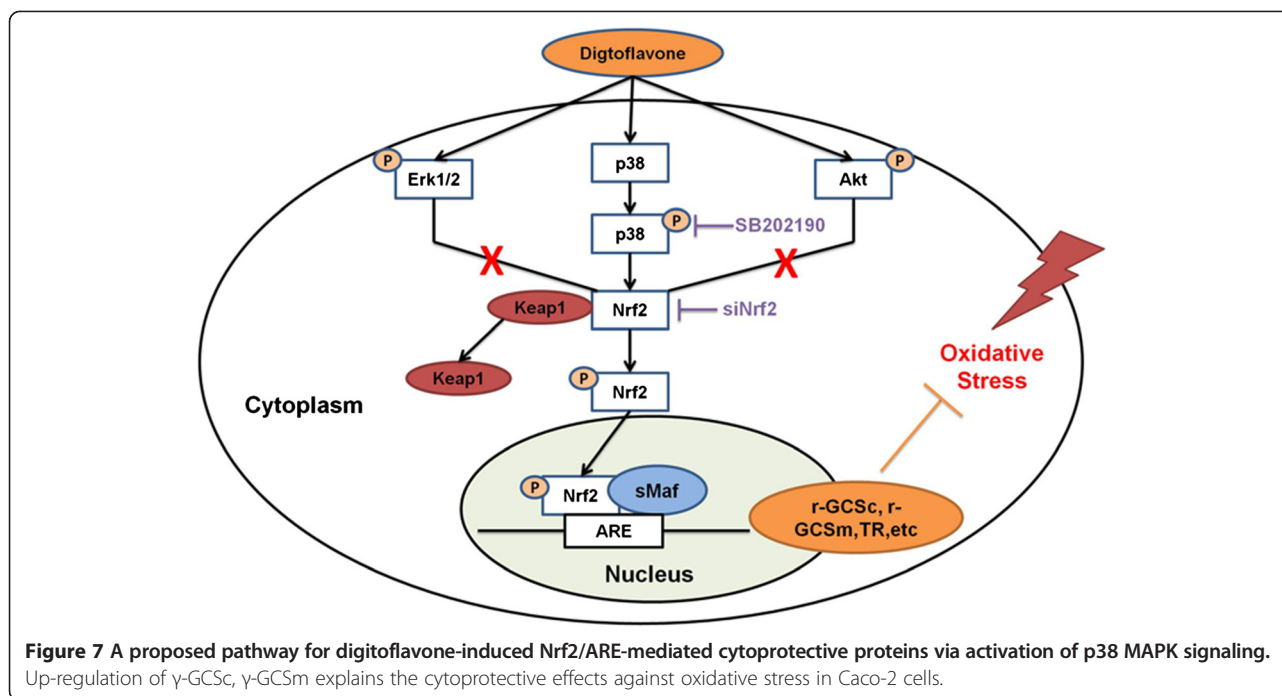 Digtoflavone
P
Erk1/2
p38
Akt
P
p38
P
SB202190
X
X
Keap1
Nrf2
siNrf2
Keap1
P
Nrf2
Oxidative
Stress
Cytoplasm
P
Nrf2
sMaf
ARE
r-GCSc, r-
GCSm,TR,etc
Nucleus
Figure 7 A proposed pathway for digitoflavone-induced Nrf2/ARE-mediated cytoprotective proteins via activation of p38 MAPK signaling.
Up-regulation of γ-GCSc, γ-GCSm explains the cytoprotective effects against oxidative stress in Caco-2 cells.